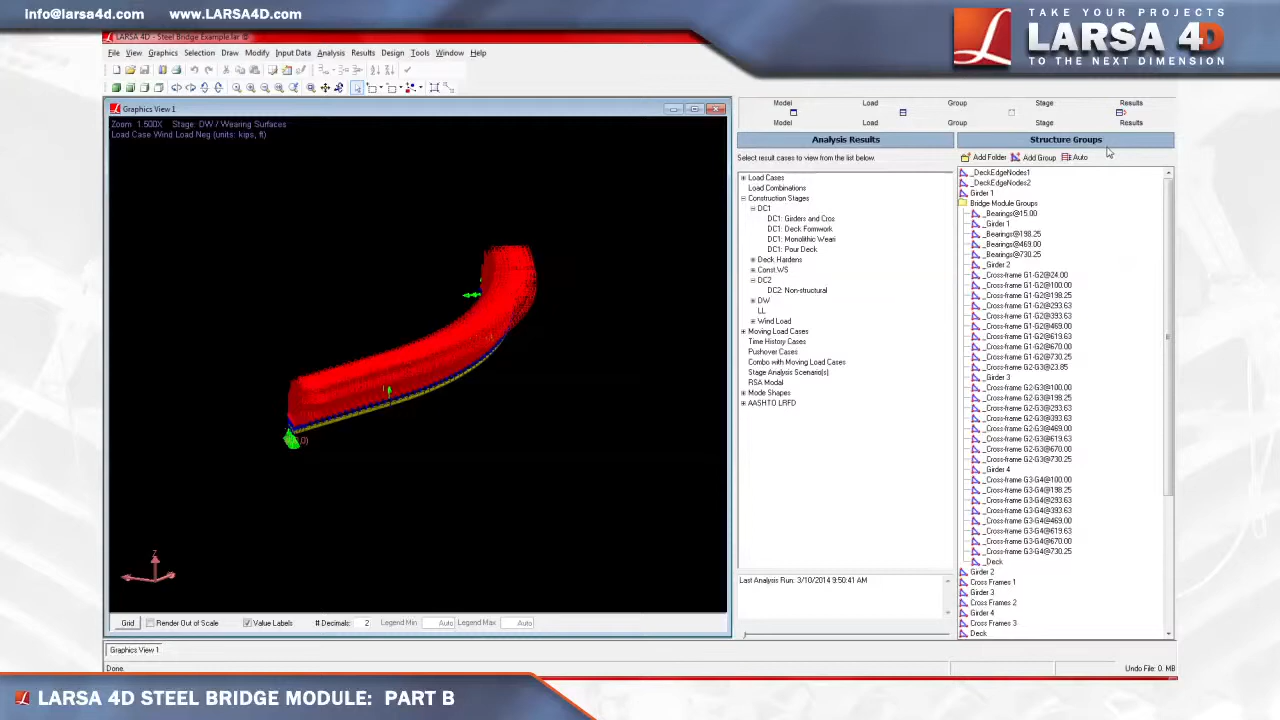 info@larsa4d.com www.LARSA4D.com
TAKE YOUR PROJECTS
LARSA 4D
TO THE NEXT DIMENSION
LARSA 4D - Steel Bridge Example.lar @
File View Graphics Selection Draw Modify Input Data Analysis Results Design Tools Window Help
Graphics View 1
Zoom 1.500X Stage: DW / Wearing Surfaces
Load Case Wind Load Neg (units: kips, ft)
Model Load Group Stage Results
Model Load Group Stage Results
Analysis Results
Select result cases to view from the list below.
Load Cases
Load Combinations
Construction Stages
DC1
DC1: Girders and Cros
DC1: Deck Formwork
DC1: Monolithic Weari
DC1: Pour Deck
Deck Hardens
Const.WS
DC2
DC2: Non-structural
DW
LL
Wind Load
Moving Load Cases
Time History Cases
Pushover Cases
Combo with Moving Load Cases
Stage Analysis Scenario(s)
RSA Modal
Mode Shapes
AASHTO LRFD
Last Analysis Run: 3/10/2014 9:50:41 AM
Structure Groups
Add Folder Add Group Auto
_DeckEdgeNodes1
_DeckEdgeNodes2
Girder 1
Bridge Module Groups
_Bearings@15.00
_Girder 1
_Bearings@198.25
_Bearings@469.00
_Bearings@730.25
_Girder 2
_Cross-frame G1-G2@24.00
_Cross-frame G1-G2@100.00
_Cross-frame G1-G2@198.25
_Cross-frame G1-G2@293.63
_Cross-frame G1-G2@393.63
_Cross-frame G1-G2@469.00
_Cross-frame G1-G2@619.63
_Cross-frame G1-G2@670.00
_Cross-frame G1-G2@730.25
_Cross-frame G2-G3@23.85
_Girder 3
_Cross-frame G2-G3@100.00
_Cross-frame G2-G3@198.25
_Cross-frame G2-G3@293.63
_Cross-frame G2-G3@393.63
_Cross-frame G2-G3@469.00
_Cross-frame G2-G3@619.63
_Cross-frame G2-G3@670.00
_Cross-frame G2-G3@730.25
_Girder 4
_Cross-frame G3-G4@100.00
_Cross-frame G3-G4@198.25
_Cross-frame G3-G4@293.63
_Cross-frame G3-G4@393.63
_Cross-frame G3-G4@469.00
_Cross-frame G3-G4@619.63
_Cross-frame G3-G4@670.00
_Cross-frame G3-G4@730.25
_Deck
Girder 2
Cross Frames 1
Girder 3
Cross Frames 2
Girder 4
Cross Frames 3
Deck
Z
Grid Render Out of Scale Value Labels # Decimals: 2 Legend Min Auto Legend Max Auto
Graphics View 1
Done. Undo File: 0. MB
LARSA 4D STEEL BRIDGE MODULE: PART B